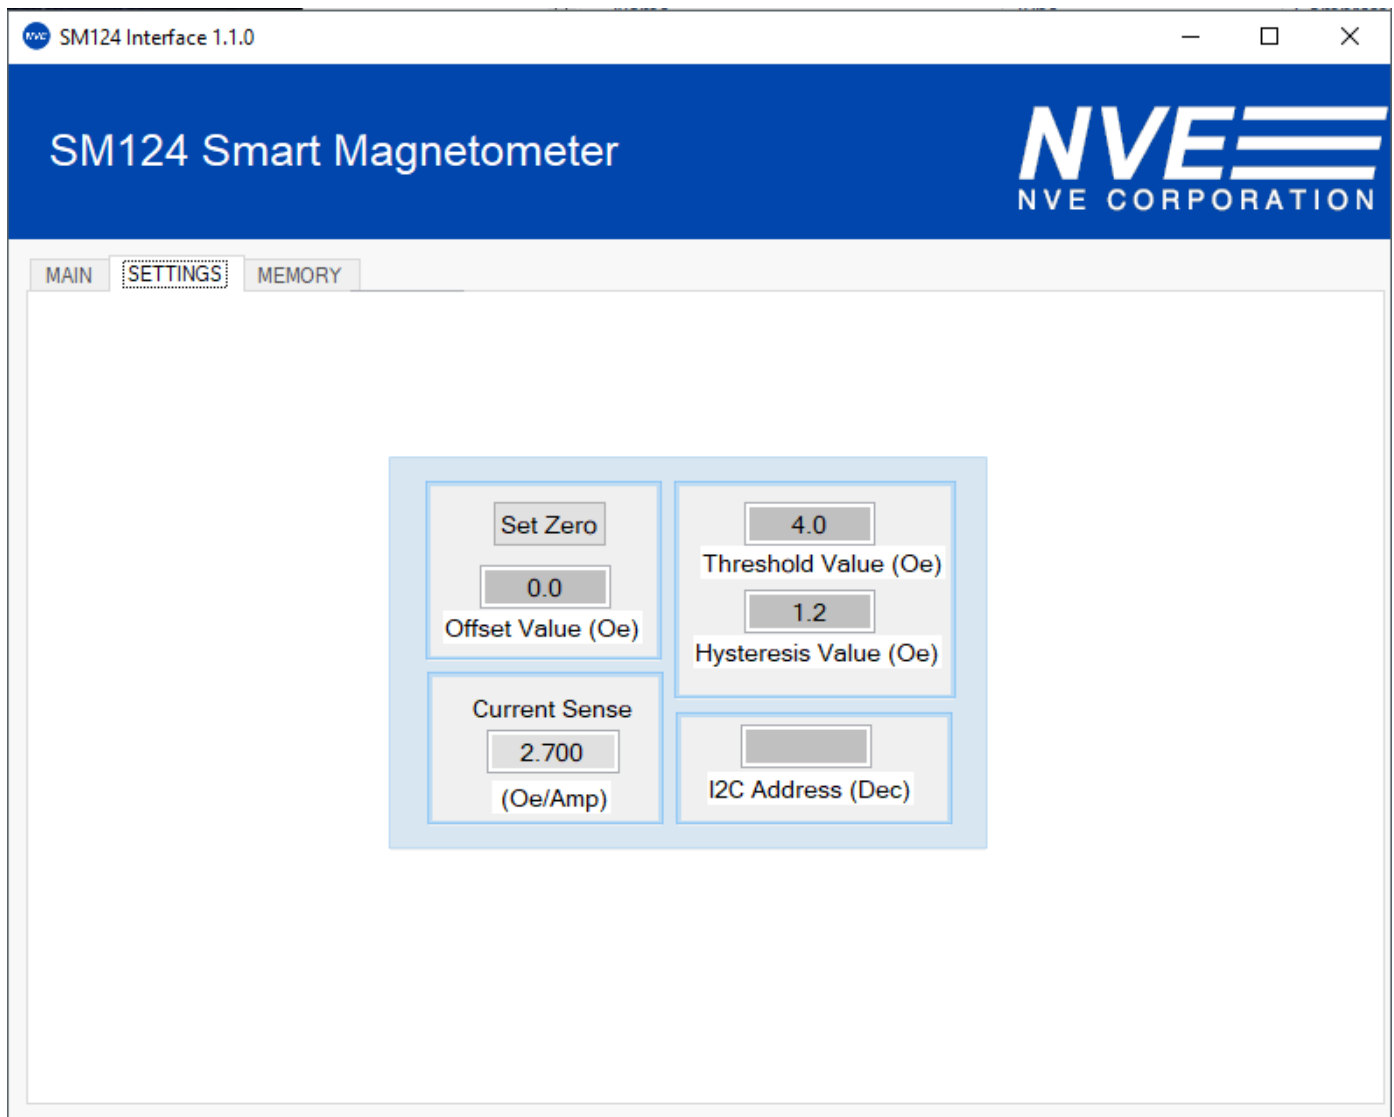 SM124 Interface 1.1.0
SM124 Smart Magnetometer
NVE
NVE CORPORATION
MAIN
SETTINGS
MEMORY
Set Zero
0.0
Offset Value (Oe)
4.0
Threshold Value (Oe)
1.2
Hysteresis Value (Oe)
Current Sense
2.700
(Oe/Amp)
I2C Address (Dec)